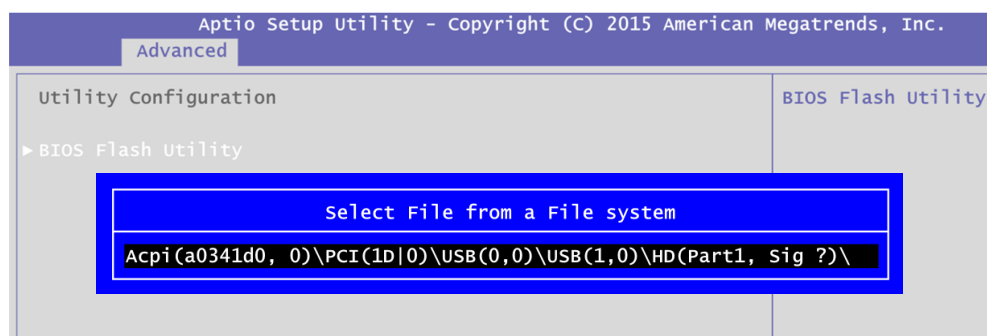 Aptio Setup Utility - Copyright (C) 2015 American Megatrends, Inc.
Advanced
Utility Configuration
BIOS Flash Utility
► BIOS Flash Utility
Select File from a File system
Acpi(a0341d0, 0)\PCI(1D|0)\USB(0,0)\USB(1,0)\HD(Part1, Sig ?)\